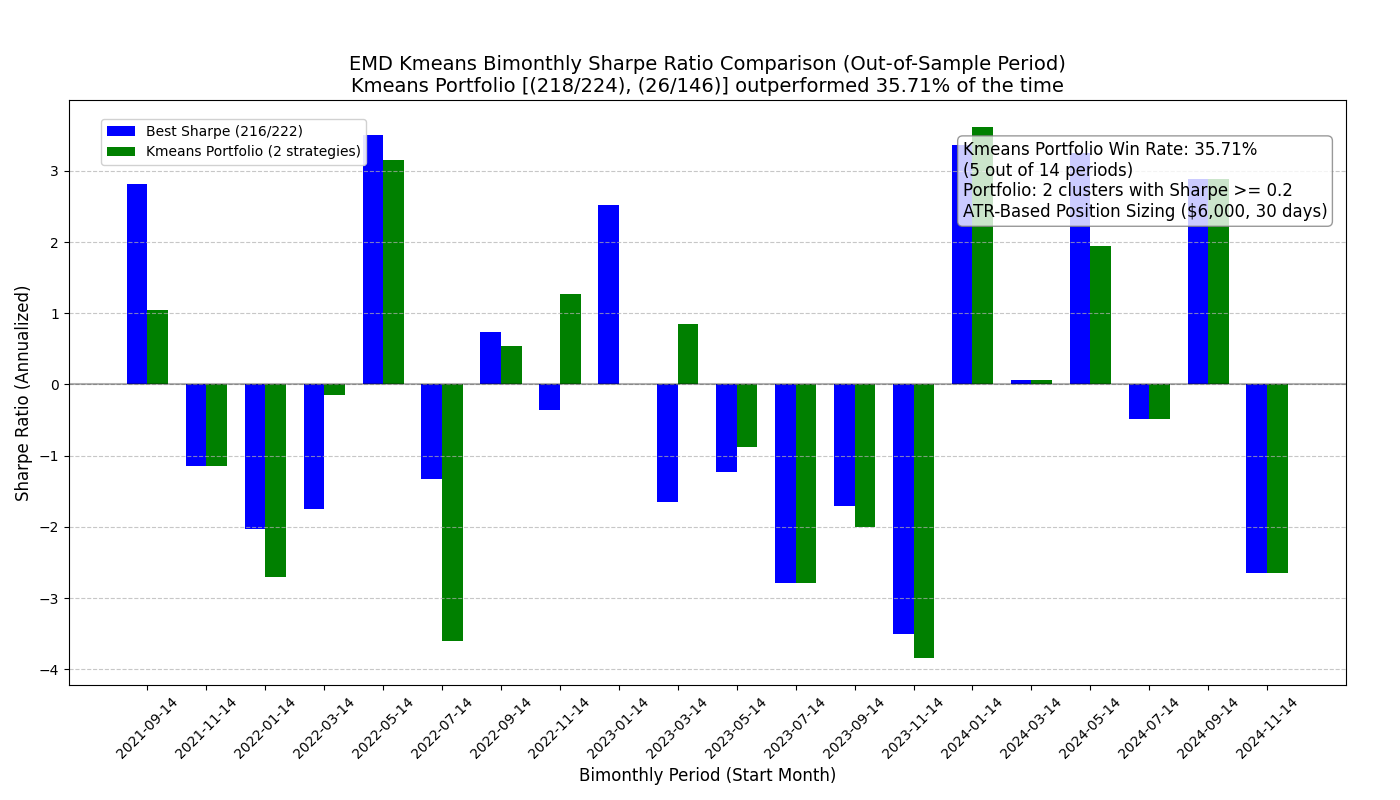 EMD Kmeans Bimonthly Sharpe Ratio Comparison (Out-of-Sample Period)
Kmeans Portfolio [(218/224), (26/146)] outperformed 35.71% of the time
Best Sharpe (216/222)
Kmeans Portfolio (2 strategies)
Kmeans Portfolio Win Rate: 35.71%
(5 out of 14 periods)
Portfolio: 2 clusters with Sharpe >= 0.2
ATR-Based Position Sizing ($6,000, 30 days)
Sharpe Ratio (Annualized)
3
2
1
0
−1
−2
−3
−4
2021-09-14
2021-11-14
2022-01-14
2022-03-14
2022-05-14
2022-07-14
2022-09-14
2022-11-14
2023-01-14
2023-03-14
2023-05-14
2023-07-14
2023-09-14
2023-11-14
2024-01-14
2024-03-14
2024-05-14
2024-07-14
2024-09-14
2024-11-14
Bimonthly Period (Start Month)